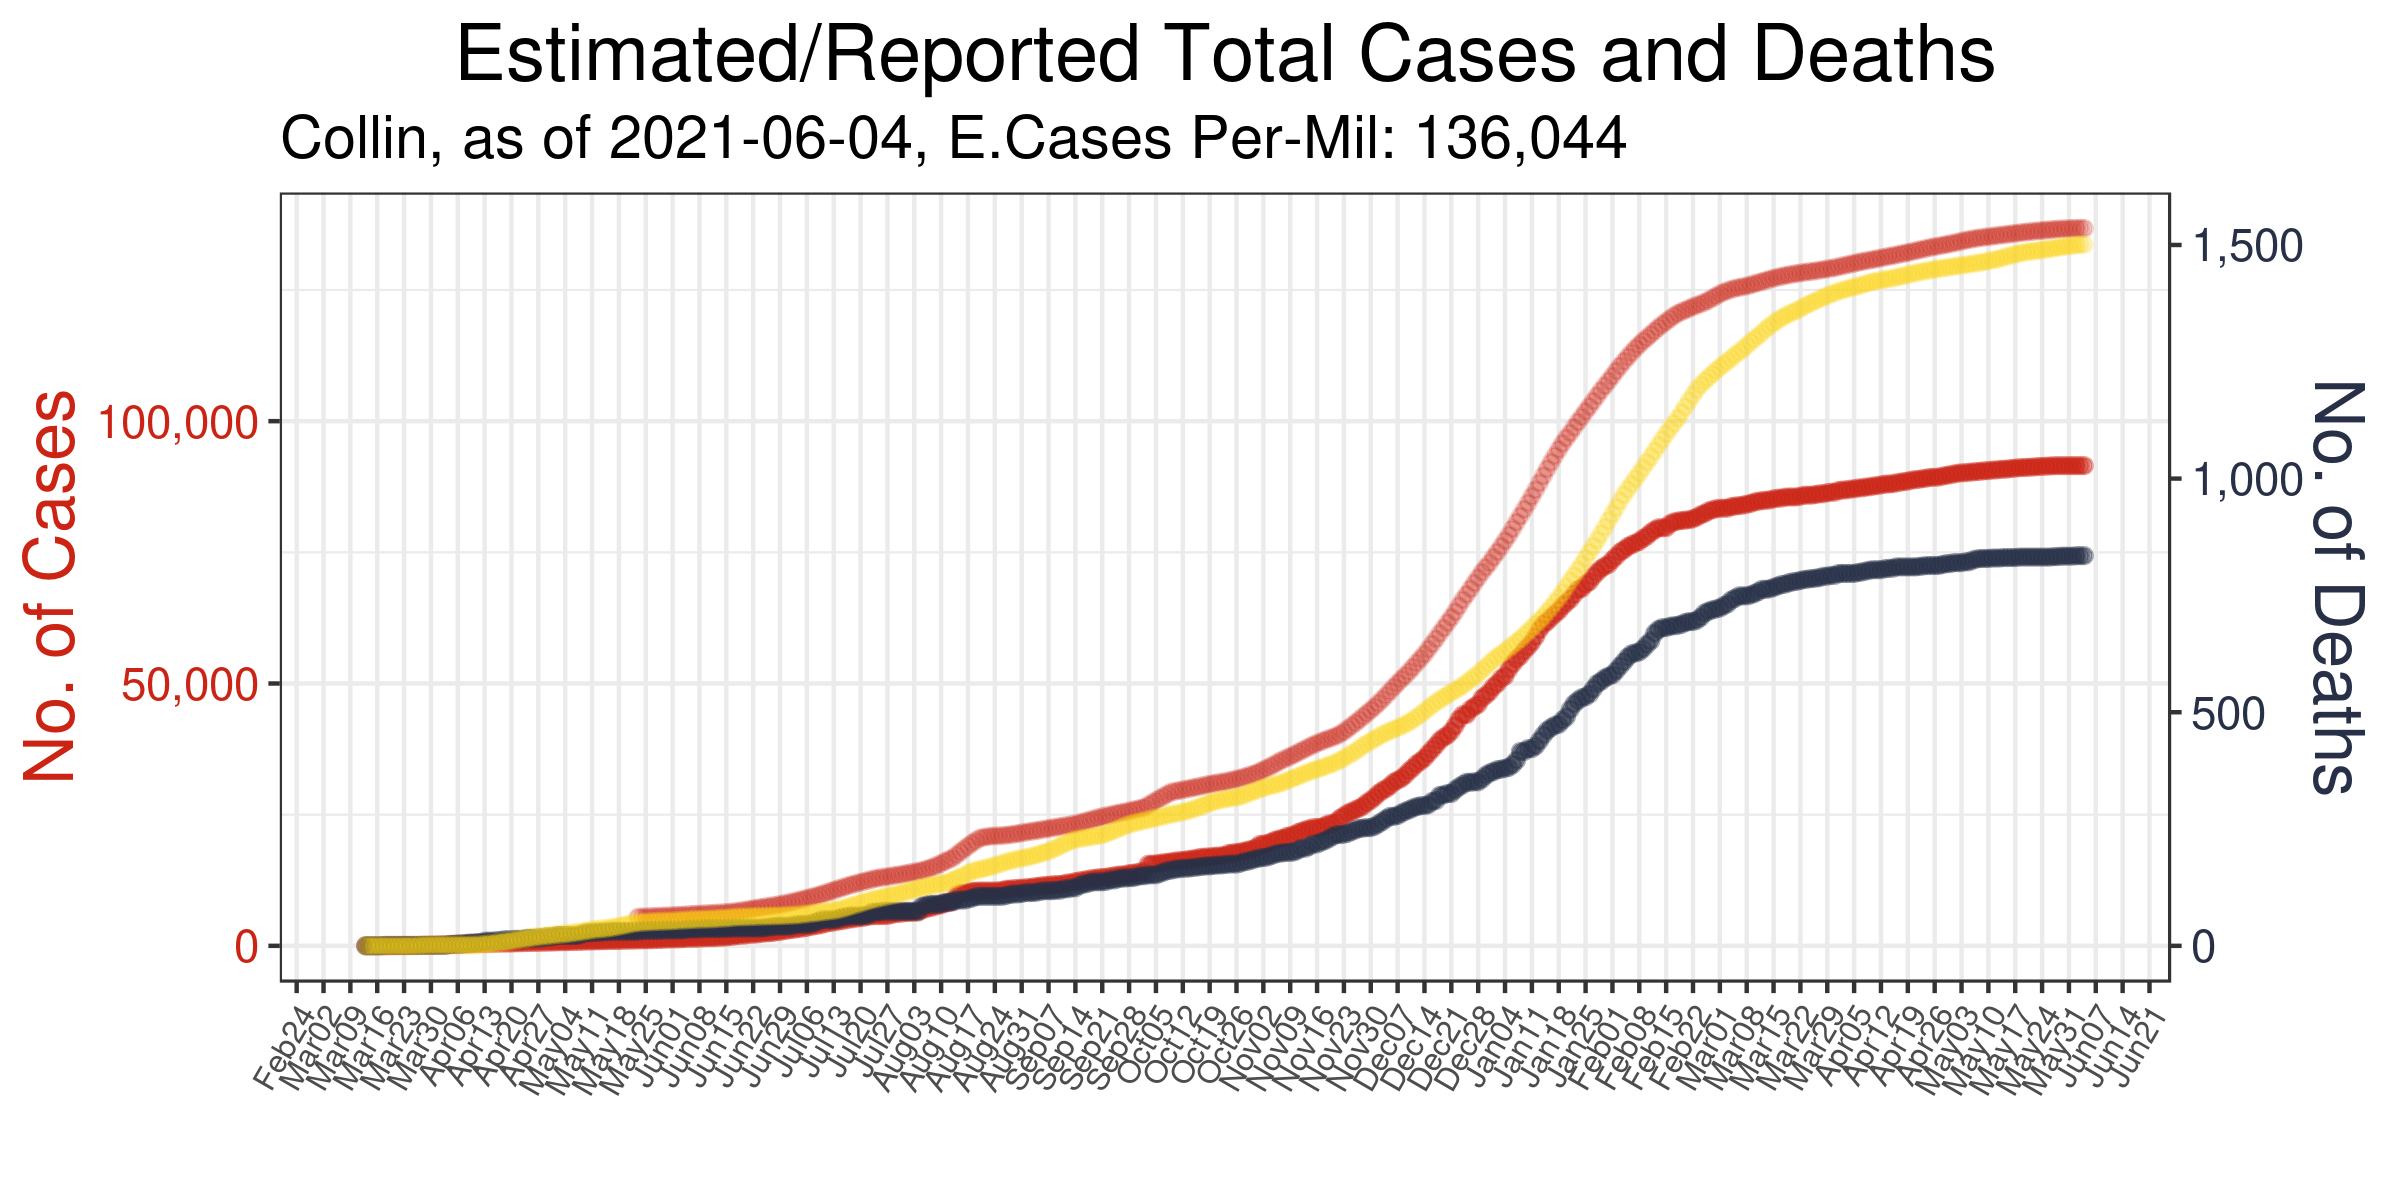 Estimated/Reported Total Cases and Deaths
Collin, as of 2021-06-04, E.Cases Per-Mil: 136,044
No. of Cases
100,000
50,000
0
1,500
1,000
500
0
No. of Deaths
Feb24
Mar02
Mar09
Mar16
Mar23
Mar30
Apr06
Apr13
Apr20
Apr27
May04
May11
May18
May25
Jun01
Jun08
Jun15
Jun22
Jun29
Jul06
Jul13
Jul20
Jul27
Aug03
Aug10
Aug17
Aug24
Aug31
Sep07
Sep14
Sep21
Sep28
Oct05
Oct12
Oct19
Oct26
Nov02
Nov09
Nov16
Nov23
Nov30
Dec07
Dec14
Dec21
Dec28
Jan04
Jan11
Jan18
Jan25
Feb01
Feb08
Feb15
Feb22
Mar01
Mar08
Mar15
Mar22
Mar29
Apr05
Apr12
Apr19
Apr26
May03
May10
May17
May24
May31
Jun07
Jun14
Jun21